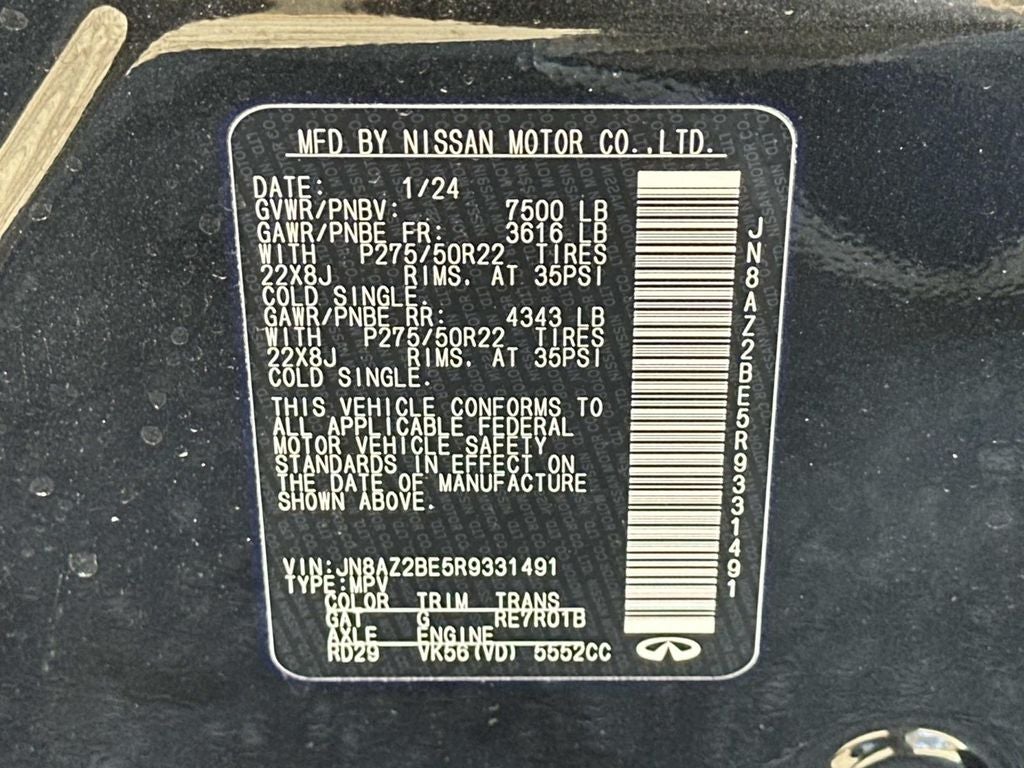 MFD BY NISSAN MOTOR CO.,LTD.
DATE: 1/24
GVWR/PNBV: 7500 LB
GAWR/PNBE FR: 3616 LB
WITH P275/50R22 TIRES
22X8J RIMS. AT 35PSI
COLD SINGLE.
GAWR/PNBE RR: 4343 LB
WITH P275/50R22 TIRES
22X8J RIMS. AT 35PSI
COLD SINGLE.
THIS VEHICLE CONFORMS TO
ALL APPLICABLE FEDERAL
MOTOR VEHICLE SAFETY
STANDARDS IN EFFECT ON
THE DATE OF MANUFACTURE
SHOWN ABOVE.
VIN:JN8AZ2BE5R9331491
TYPE:MPV
COLOR TRIM TRANS
GAT G RE7R01B
AXLE ENGINE
RD29 VK56(VD) 5552CC
JN8AZ2BE5R9331491